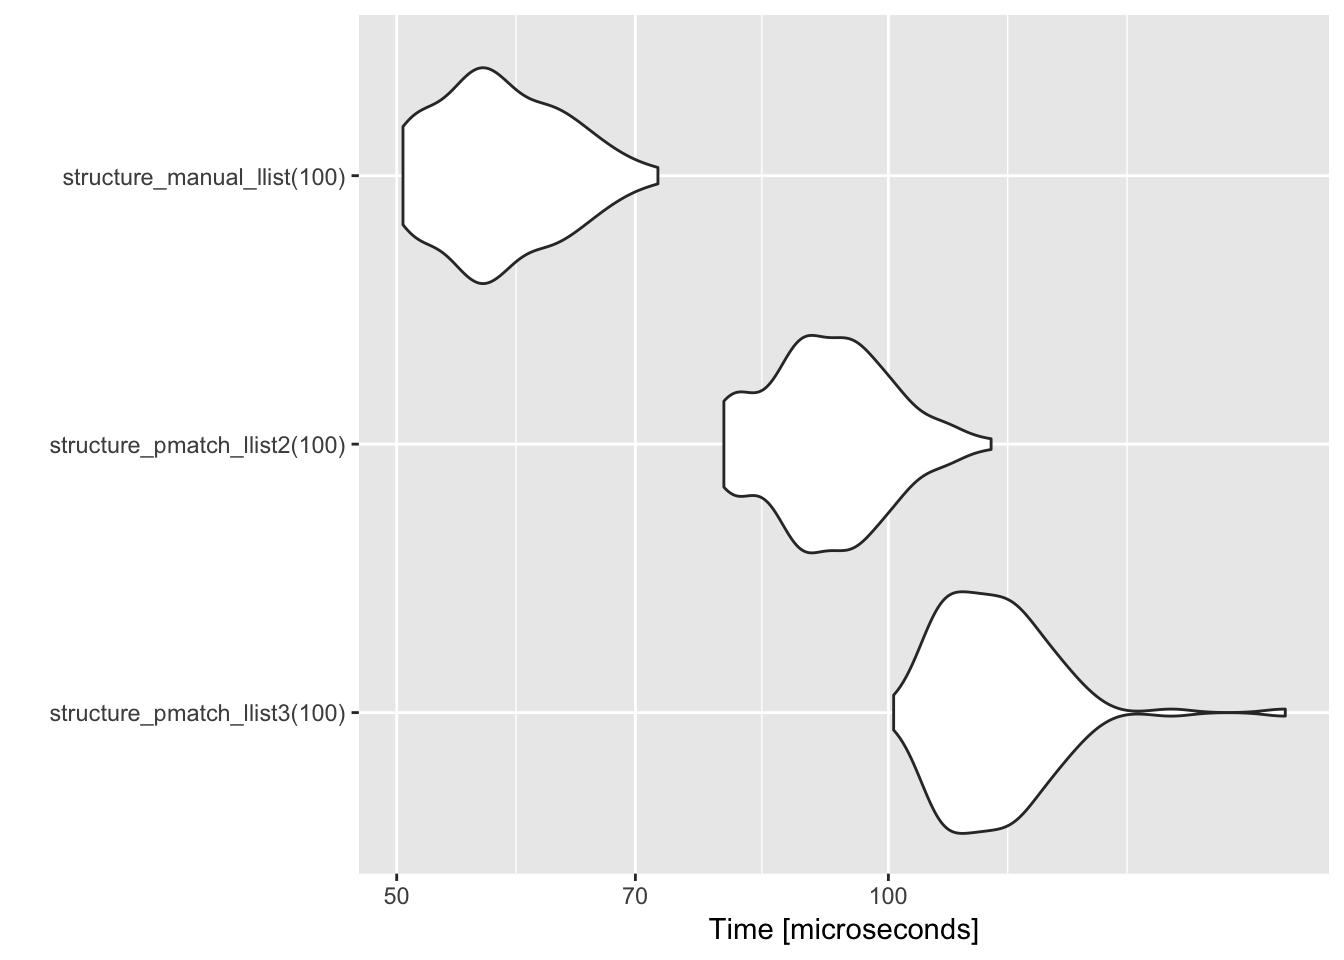 structure_manual_llist(100)
structure_pmatch_llist2(100)
structure_pmatch_llist3(100)
50 70 100
Time [microseconds]